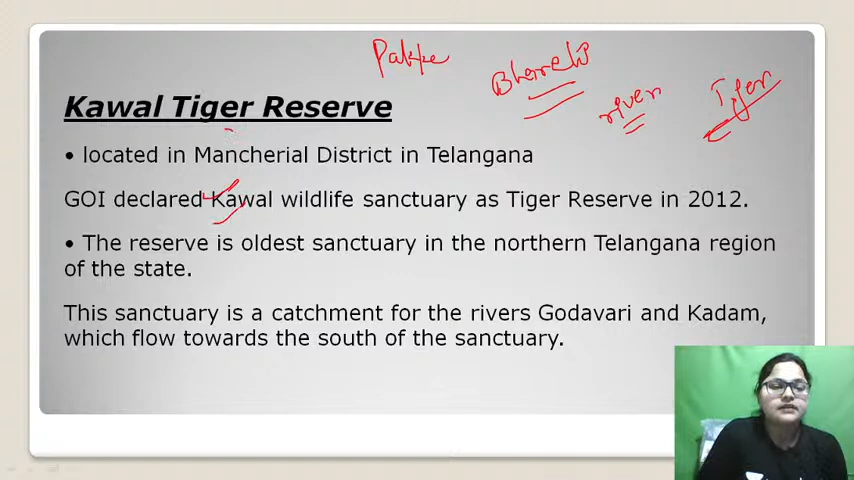 Pakke
Bhareli
river
Tiger
Kawal Tiger Reserve
• located in Mancherial District in Telangana
GOI declared Kawal wildlife sanctuary as Tiger Reserve in 2012.
• The reserve is oldest sanctuary in the northern Telangana region
of the state.
This sanctuary is a catchment for the rivers Godavari and Kadam,
which flow towards the south of the sanctuary.